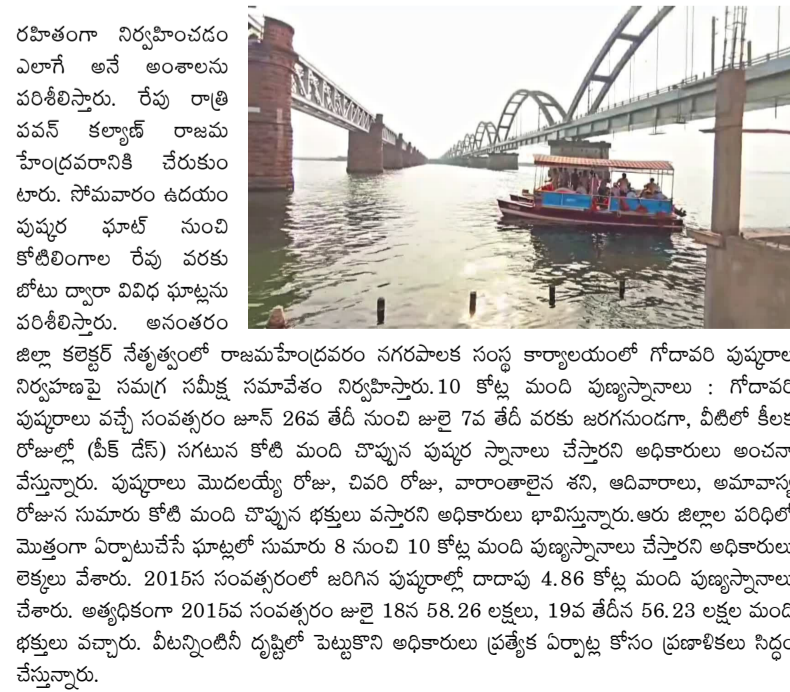 రహితంగా నిర్వహించడం
ఎలాగే అనే అంశాలను
పరిశీలిస్తారు. రేపు రాత్రి
పవన్ కల్యాణ్ రాజమ
హేంద్రవరానికి చేరుకుం
టారు. సోమవారం ఉదయం
పుష్కర ఘాట్ నుంచి
కోటిలింగాల రేవు వరకు
బోటు ద్వారా వివిధ ఘాట్లను
పరిశీలిస్తారు. అనంతరం
జిల్లా కలెక్టర్ నేతృత్వంలో రాజమహేంద్రవరం నగరపాలక సంస్థ కార్యాలయంలో గోదావరి పుష్కరాల
నిర్వహణపై సమగ్ర సమీక్ష సమావేశం నిర్వహిస్తారు.10 కోట్ల మంది పుణ్యస్నానాలు : గోదావరి
పుష్కరాలు వచ్చే సంవత్సరం జూన్ 26వ తేదీ నుంచి జులై 7వ తేదీ వరకు జరగనుండగా, వీటిలో కీలక
రోజుల్లో (పీక్ డేస్) సగటున కోటి మంది చొప్పున పుష్కర స్నానాలు చేస్తారని అధికారులు అంచనా
వేస్తున్నారు. పుష్కరాలు మొదలయ్యే రోజు, చివరి రోజు, వారాంతాలైన శని, ఆదివారాలు, అమావాస్య
రోజున సుమారు కోటి మంది చొప్పున భక్తులు వస్తారని అధికారులు భావిస్తున్నారు.ఆరు జిల్లాల పరిధిలో
మొత్తంగా ఏర్పాటుచేసే ఘాట్లలో సుమారు 8 నుంచి 10 కోట్ల మంది పుణ్యస్నానాలు చేస్తారని అధికారులు
లెక్కలు వేశారు. 2015స సంవత్సరంలో జరిగిన పుష్కరాల్లో దాదాపు 4.86 కోట్ల మంది పుణ్యస్నానాలు
చేశారు. అత్యధికంగా 2015వ సంవత్సరం జులై 18న 58.26 లక్షలు, 19వ తేదీన 56.23 లక్షల మంది
భక్తులు వచ్చారు. వీటన్నింటినీ దృష్టిలో పెట్టుకొని అధికారులు ప్రత్యేక ఏర్పాట్ల కోసం ప్రణాళికలు సిద్ధం
చేస్తున్నారు.